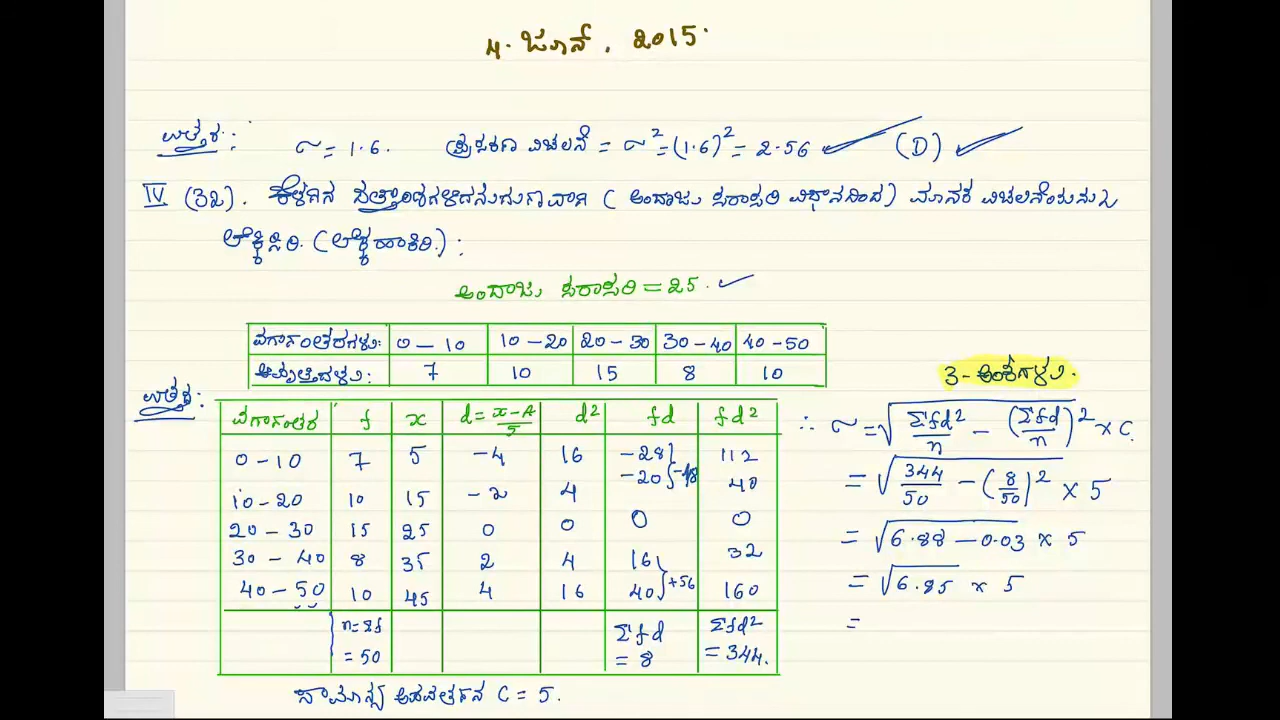 4. ಜೂನ್, 2015.
ಉತ್ತರ: σ = 1.6. ಪ್ರಸರಣ ವಿಚಲನೆ = σ² = (1.6)² = 2.56 (D)
IV (32). ಕೆಳಗಿನ ದತ್ತಾಂಶಗಳಿಗನುಗುಣವಾಗಿ (ಅಂದಾಜು ಸರಾಸರಿ ವಿಧಾನದಿಂದ) ಮಾನಕ ವಿಚಲನೆಯನ್ನು
ಲೆಕ್ಕಿಸಿರಿ. (ಲೆಕ್ಕಹಾಕಿರಿ.) :
ಅಂದಾಜು ಸರಾಸರಿ = 25.
ವರ್ಗಾಂತರಗಳು: 0 – 10 10 – 20 20 – 30 30 – 40 40 – 50
ಆವೃತ್ತಿಗಳು: 7 10 15 8 10
3 - ಅಂಕಗಳು.
ಉತ್ತರ:
ವರ್ಗಾಂತರ f x d = x–A/5 d² fd fd²
0 – 10 7 5 –4 16 –28 112
10 – 20 10 15 –2 4 –20 40
–48
20 – 30 15 25 0 0 0 0
30 – 40 8 35 2 4 16 32
40 – 50 10 45 4 16 40 160
+56
n = Σf = 50 Σfd = 8 Σfd² = 344.
ಸಾಮಾನ್ಯ ಅಪವರ್ತನ C = 5.
∴ σ = √(Σfd²/n – (Σfd/n)²) × C.
= √(344/50 – (8/50)²) × 5
= √(6.88 – 0.03) × 5
= √6.85 × 5
=